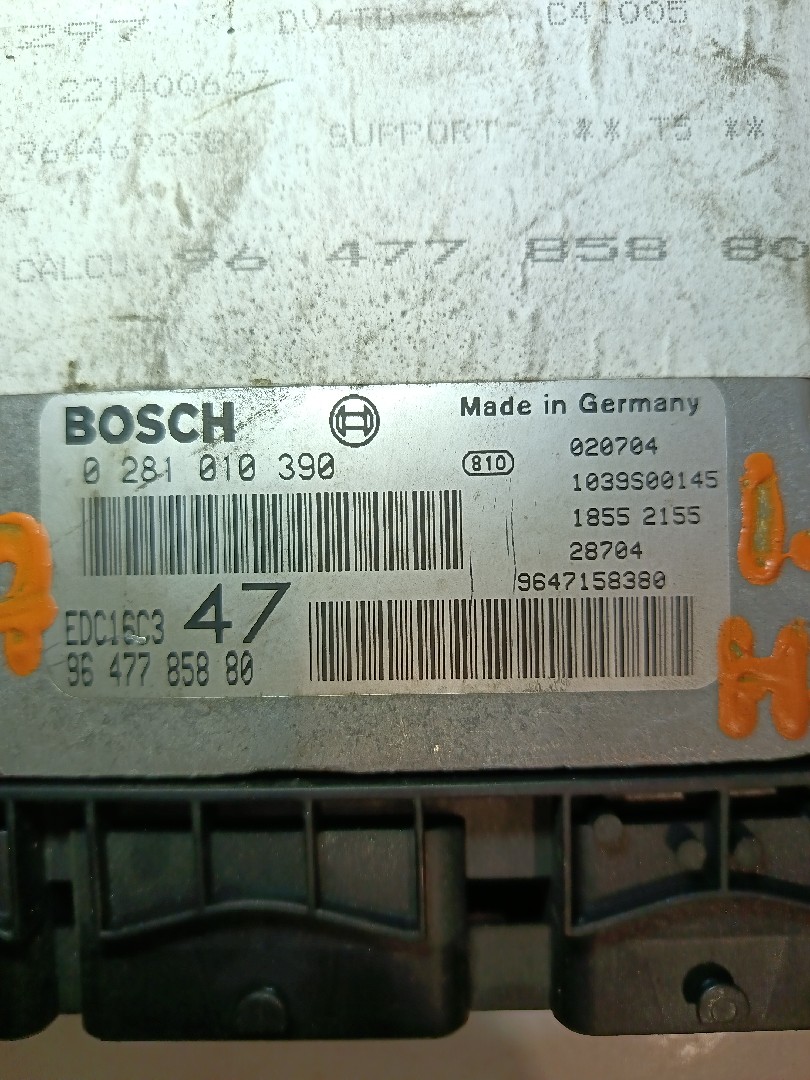 297 DV4TD C41005
221400627
SUPPORT ** T5 **
CALCU 96 477 858 80
BOSCH
Made in Germany
0 281 010 390
810
020704
1039S00145
1855 2155
28704
9647158380
EDC16C3 47
96 477 858 80
H